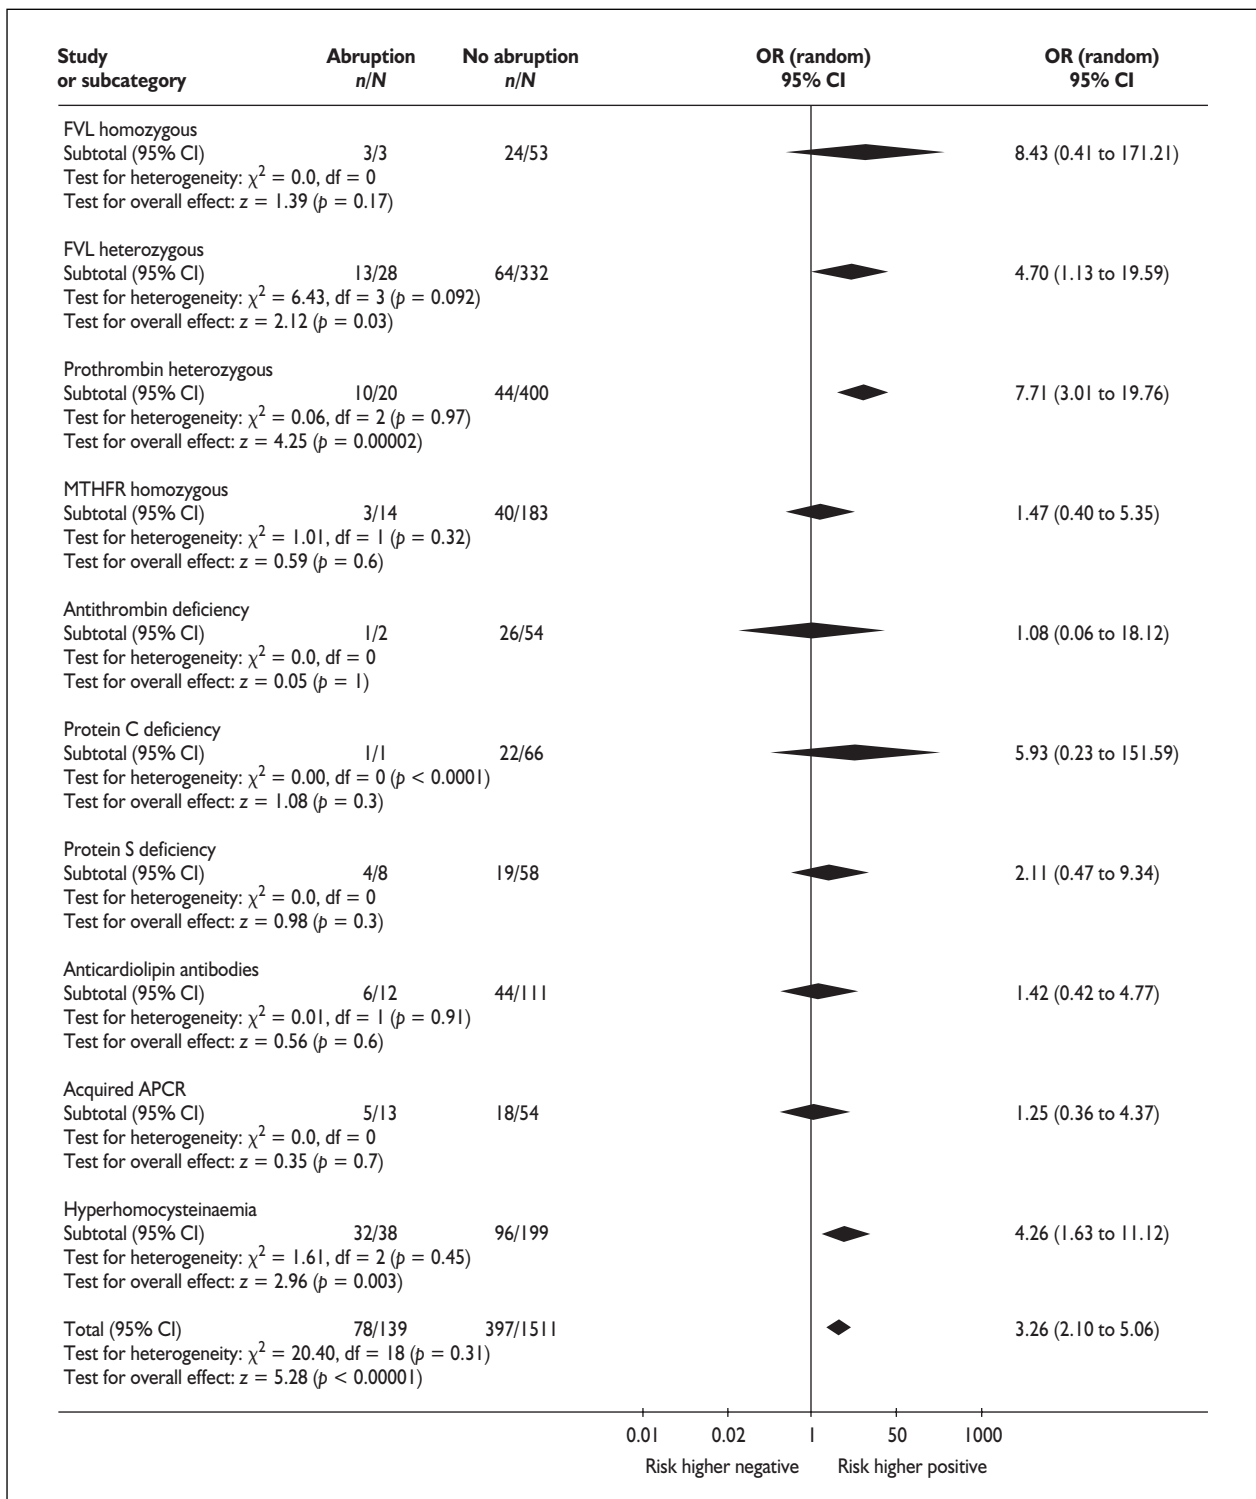 Study Abruption No abruption OR (random) OR (random)
or subcategory n/N n/N 95% CI 95% CI
FVL homozygous
Subtotal (95% CI) 3/3 24/53 8.43 (0.41 to 171.21)
Test for heterogeneity: χ² = 0.0, df = 0
Test for overall effect: z = 1.39 (p = 0.17)
FVL heterozygous
Subtotal (95% CI) 13/28 64/332 4.70 (1.13 to 19.59)
Test for heterogeneity: χ² = 6.43, df = 3 (p = 0.092)
Test for overall effect: z = 2.12 (p = 0.03)
Prothrombin heterozygous
Subtotal (95% CI) 10/20 44/400 7.71 (3.01 to 19.76)
Test for heterogeneity: χ² = 0.06, df = 2 (p = 0.97)
Test for overall effect: z = 4.25 (p = 0.00002)
MTHFR homozygous
Subtotal (95% CI) 3/14 40/183 1.47 (0.40 to 5.35)
Test for heterogeneity: χ² = 1.01, df = 1 (p = 0.32)
Test for overall effect: z = 0.59 (p = 0.6)
Antithrombin deficiency
Subtotal (95% CI) 1/2 26/54 1.08 (0.06 to 18.12)
Test for heterogeneity: χ² = 0.0, df = 0
Test for overall effect: z = 0.05 (p = 1)
Protein C deficiency
Subtotal (95% CI) 1/1 22/66 5.93 (0.23 to 151.59)
Test for heterogeneity: χ² = 0.00, df = 0 (p < 0.0001)
Test for overall effect: z = 1.08 (p = 0.3)
Protein S deficiency
Subtotal (95% CI) 4/8 19/58 2.11 (0.47 to 9.34)
Test for heterogeneity: χ² = 0.0, df = 0
Test for overall effect: z = 0.98 (p = 0.3)
Anticardiolipin antibodies
Subtotal (95% CI) 6/12 44/111 1.42 (0.42 to 4.77)
Test for heterogeneity: χ² = 0.01, df = 1 (p = 0.91)
Test for overall effect: z = 0.56 (p = 0.6)
Acquired APCR
Subtotal (95% CI) 5/13 18/54 1.25 (0.36 to 4.37)
Test for heterogeneity: χ² = 0.0, df = 0
Test for overall effect: z = 0.35 (p = 0.7)
Hyperhomocysteinaemia
Subtotal (95% CI) 32/38 96/199 4.26 (1.63 to 11.12)
Test for heterogeneity: χ² = 1.61, df = 2 (p = 0.45)
Test for overall effect: z = 2.96 (p = 0.003)
Total (95% CI) 78/139 397/1511 3.26 (2.10 to 5.06)
Test for heterogeneity: χ² = 20.40, df = 18 (p = 0.31)
Test for overall effect: z = 5.28 (p < 0.00001)
0.01 0.02 1 50 1000
Risk higher negative Risk higher positive